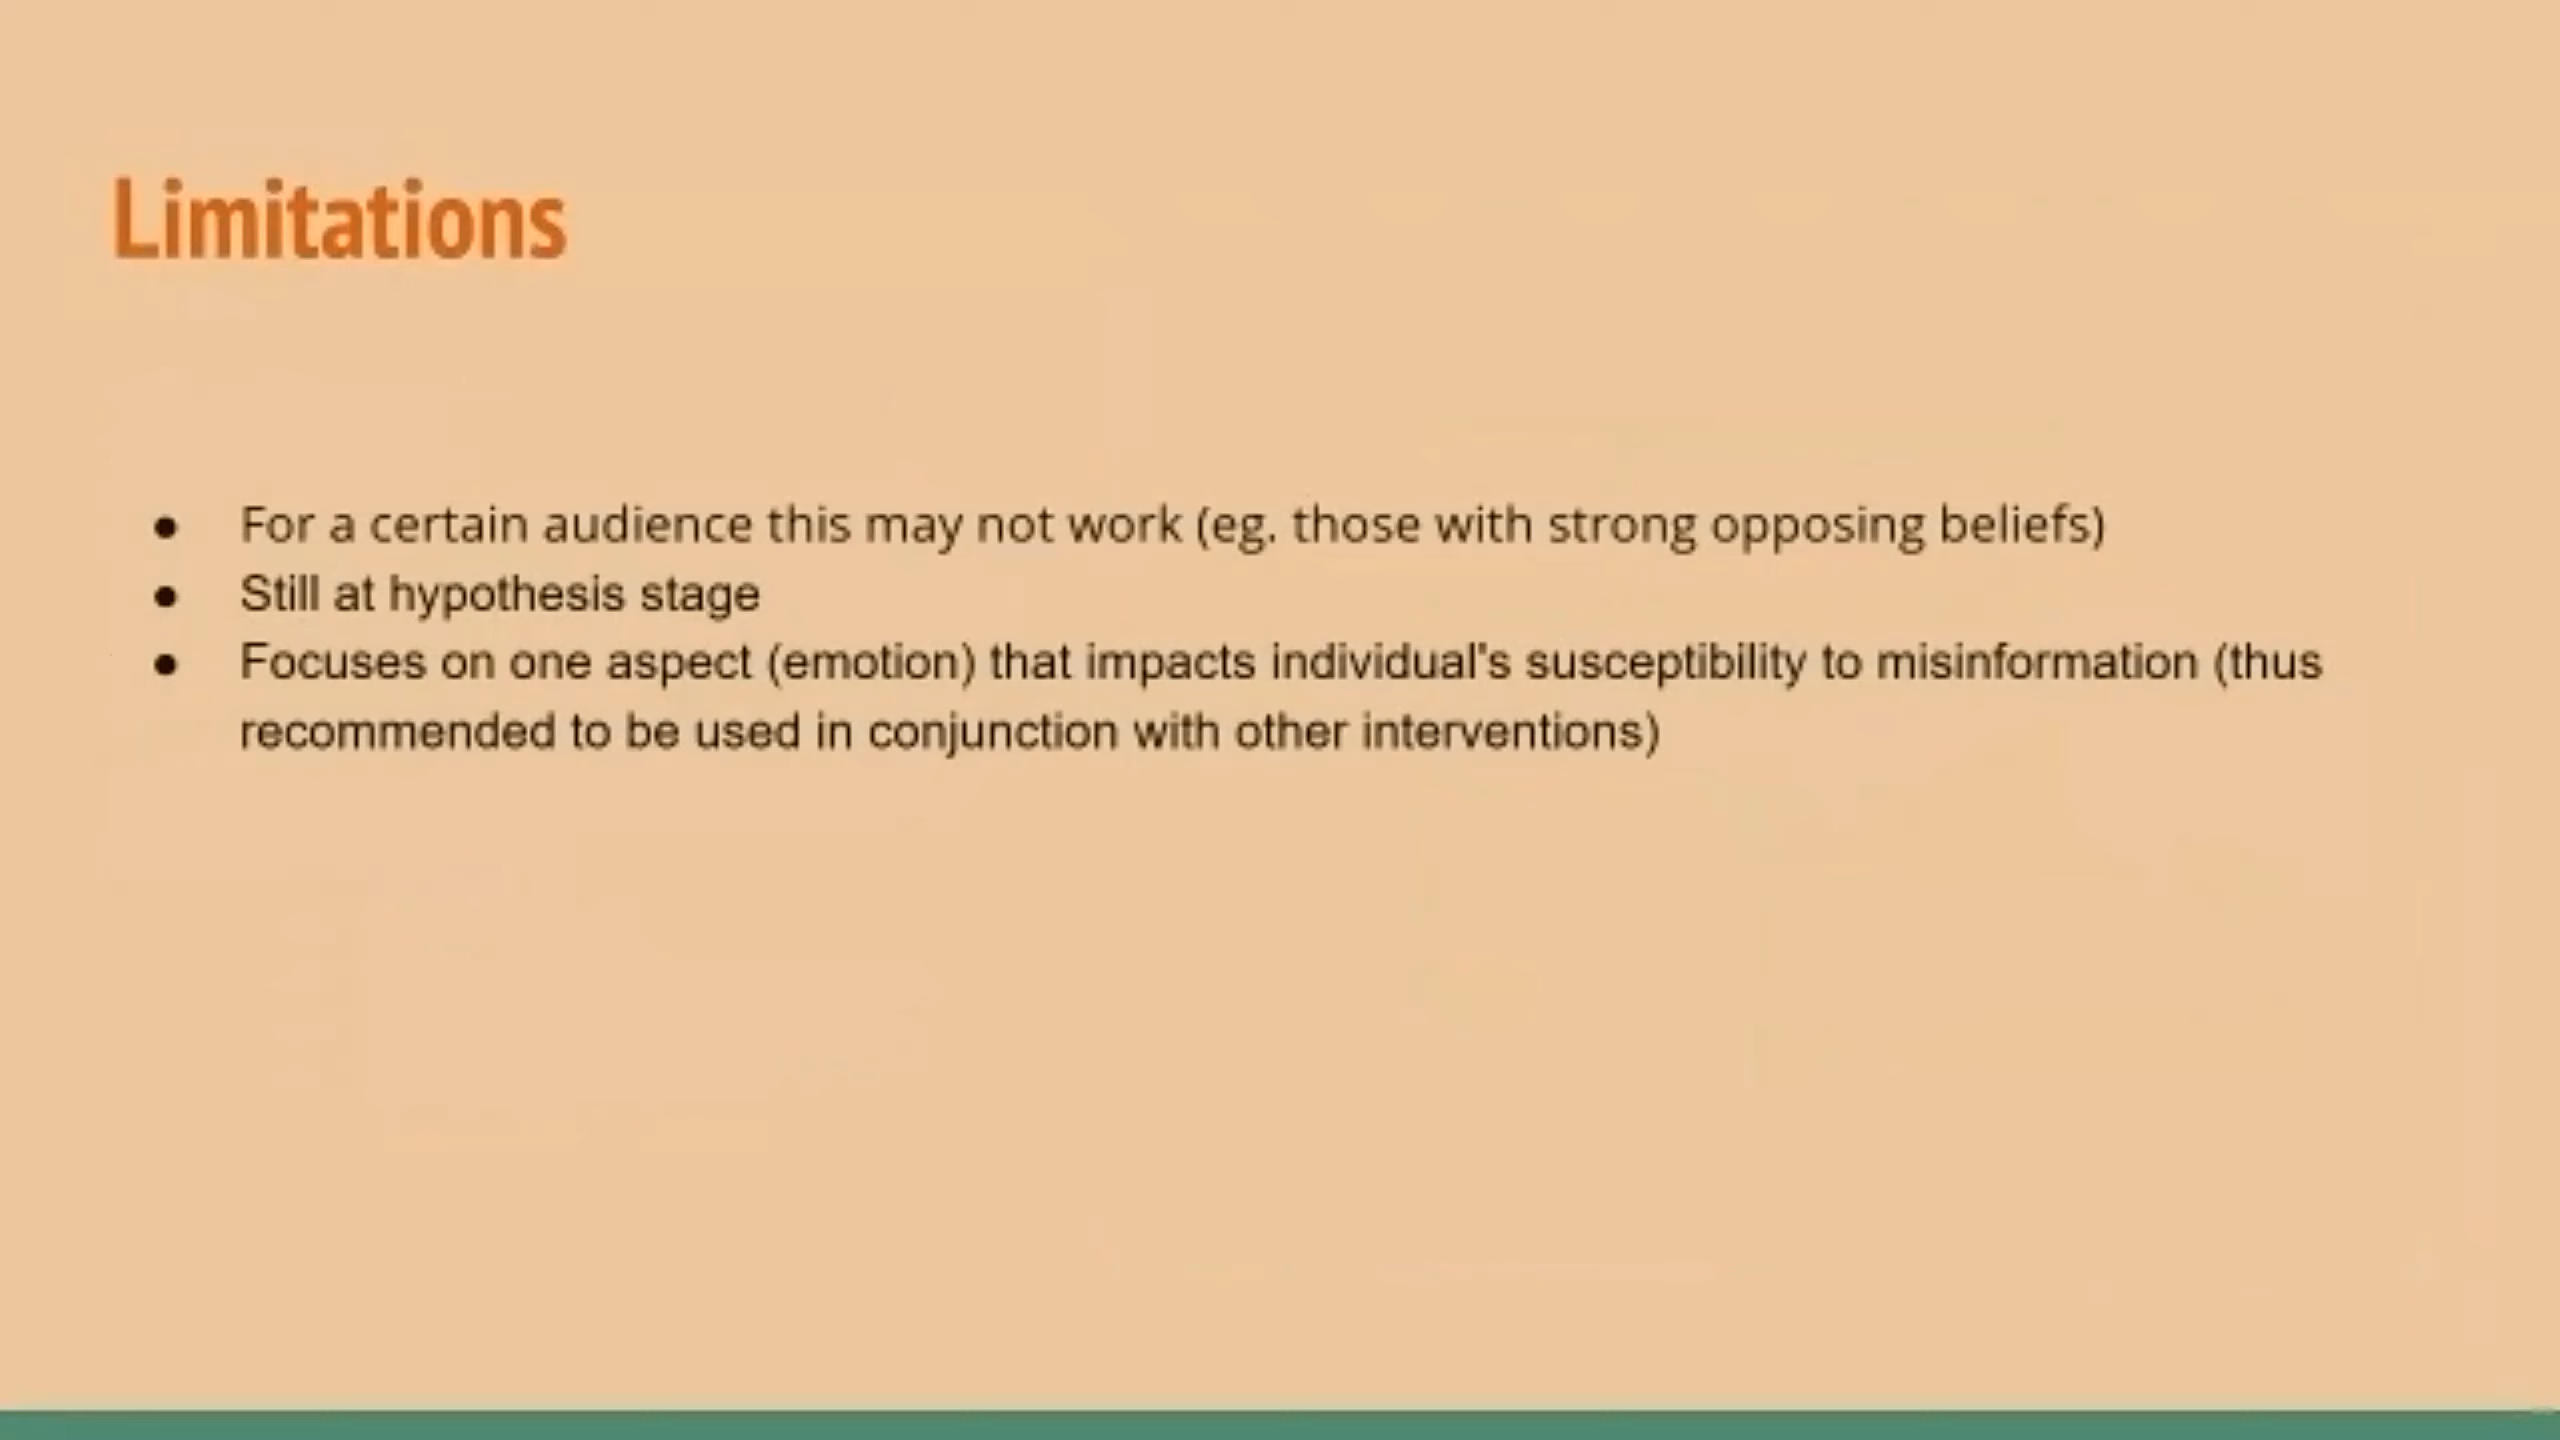 Limitations
● For a certain audience this may not work (eg. those with strong opposing beliefs)
● Still at hypothesis stage
● Focuses on one aspect (emotion) that impacts individual's susceptibility to misinformation (thus
recommended to be used in conjunction with other interventions)